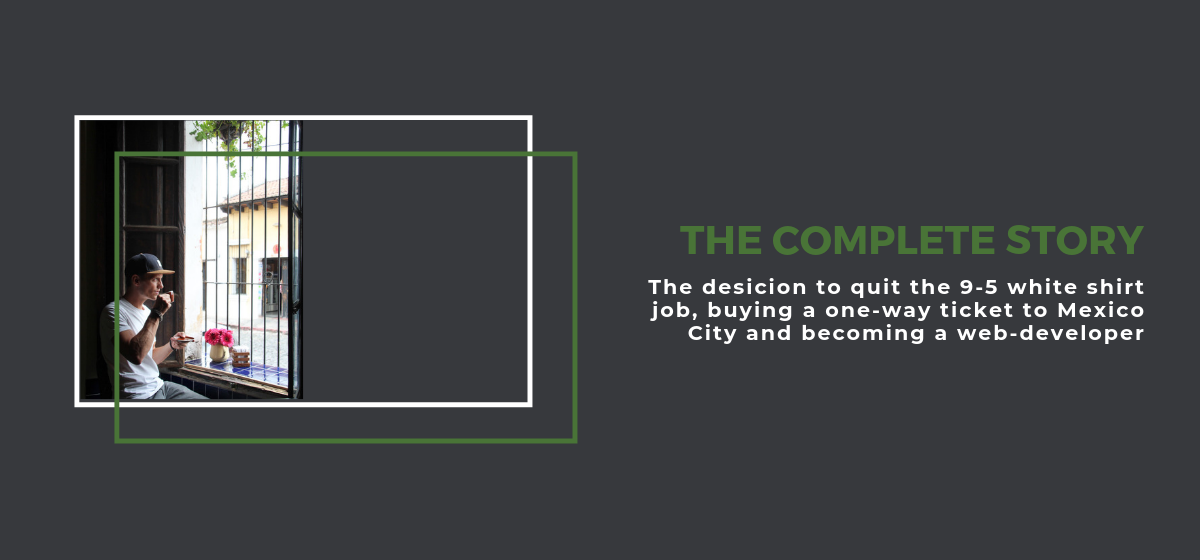 THE COMPLETE STORY
The desicion to quit the 9-5 white shirt
job, buying a one-way ticket to Mexico
City and becoming a web-developer